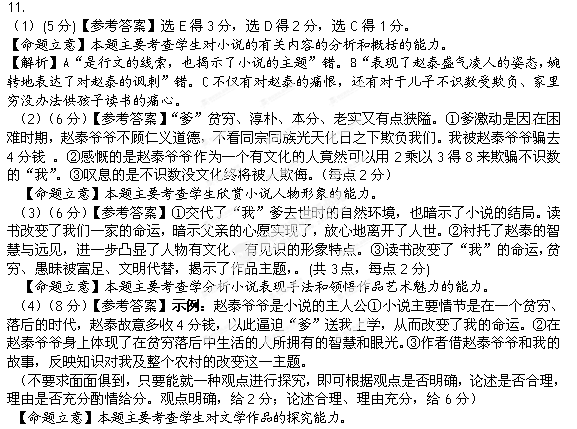 11.
（1）(5分)【参考答案】选E得3分，选D得2分，选C得1分。
【命题立意】本题主要考查学生对小说的有关内容的分析和概括的能力。
【解析】A“是行文的线索，也揭示了小说的主题”错。B“表现了赵泰盛气凌人的姿态，婉
转地表达了对赵泰的讽刺”错。C不仅有对赵泰的痛恨，还有对于儿子不识数受欺负、家里
穷没办法供孩子读书的痛心。
（2）(6分)【参考答案】“爹”贫穷、淳朴、本分、老实又有点狭隘。①爹激动是因在困
难时期，赵泰爷爷不顾仁义道德，不看同宗同族光天化日之下欺负我们。我被赵泰爷爷骗去
4分钱 。②感慨的是赵泰爷爷作为一个有文化的人竟然可以用2乘以3得8来欺骗不识数
的“我”。③叹息的是不识数没文化终将被人欺侮。（每点2分）
【命题立意】本题主要考查学生欣赏小说人物形象的能力。
（3）(6分)【参考答案】①交代了“我”爹去世时的自然环境，也暗示了小说的结局。读
书改变了我们一家的命运，暗示父亲的心愿实现了，放心地离开了人世。②衬托了赵泰的智
慧与远见，进一步凸显了人物有文化、有见识的形象特点。③读书改变了“我”的命运，贫
穷、愚昧被富足、文明代替，揭示了作品主题，。(共3点，每点2分)
【命题立意】本题主要考查学生分析小说表现手法和领悟作品艺术魅力的能力。
（4）(8分)【参考答案】示例：赵泰爷爷是小说的主人公①小说主要情节是在一个贫穷、
落后的时代，赵泰故意多收4分钱，以此逼迫“爹”送我上学，从而改变了我的命运。②在
赵泰爷爷身上体现了在贫穷落后中生活的人所拥有的智慧和眼光。③作者借赵泰爷爷和我的
故事，反映知识对我及整个农村的改变这一主题。
（不要求面面俱到，只要能就一种观点进行探究，即可根据观点是否明确，论述是否合理，
理由是否充分酌情给分。观点明确，给2分；论述合理、理由充分，给6分）
【命题立意】本题主要考查学生对文学作品的探究能力。